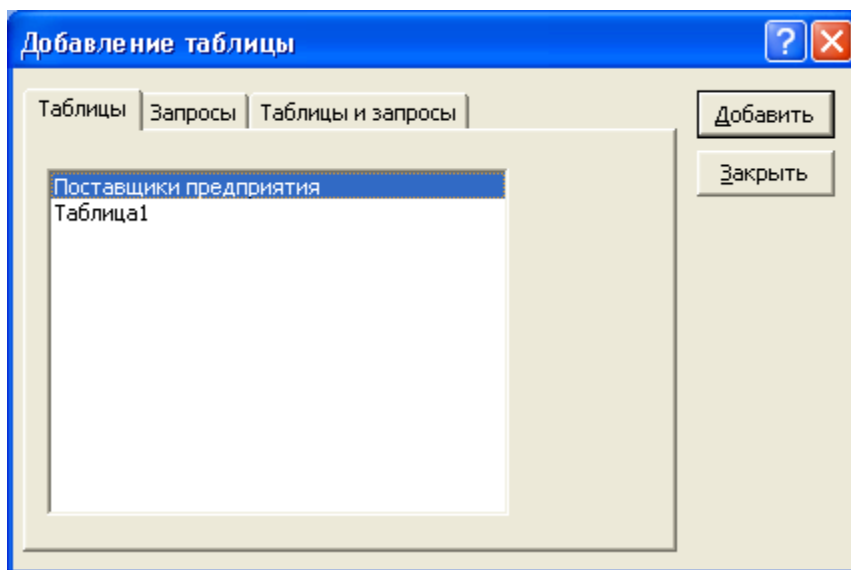 Добавление таблицы
Таблицы Запросы Таблицы и запросы
Добавить
Закрыть
Поставщики предприятия
Таблица1